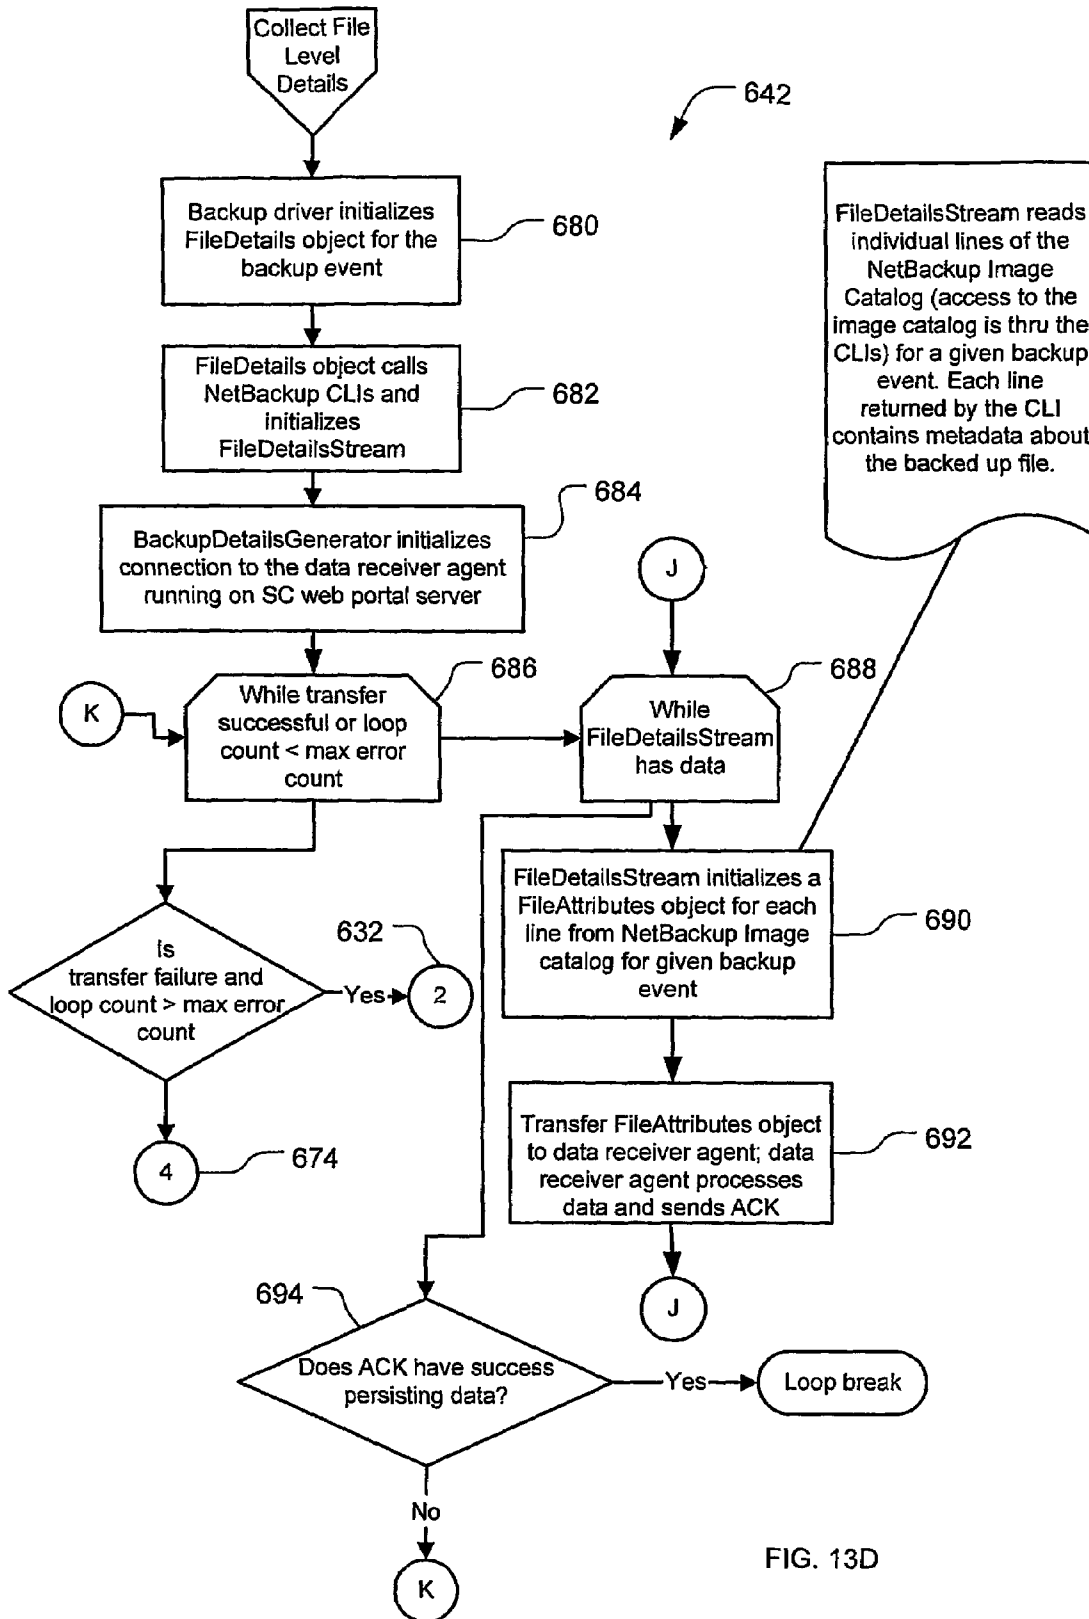 Collect File
Level
Details
642
Backup driver initializes
FileDetails object for the
backup event
680
FileDetails object calls
NetBackup CLIs and
initializes
FileDetailsStream
682
BackupDetailsGenerator initializes
connection to the data receiver agent
running on SC web portal server
684
FileDetailsStream reads
individual lines of the
NetBackup Image
Catalog (access to the
image catalog is thru the
CLIs) for a given backup
event. Each line
returned by the CLI
contains metadata about
the backed up file.
J
K
While transfer
successful or loop
count < max error
count
686
While
FileDetailsStream
has data
688
FileDetailsStream initializes a
FileAttributes object for each
line from NetBackup Image
catalog for given backup
event
690
Is
transfer failure and
loop count > max error
count
Yes
632
2
4
674
Transfer FileAttributes object
to data receiver agent; data
receiver agent processes
data and sends ACK
692
J
694
Does ACK have success
persisting data?
Yes
Loop break
No
K
FIG. 13D